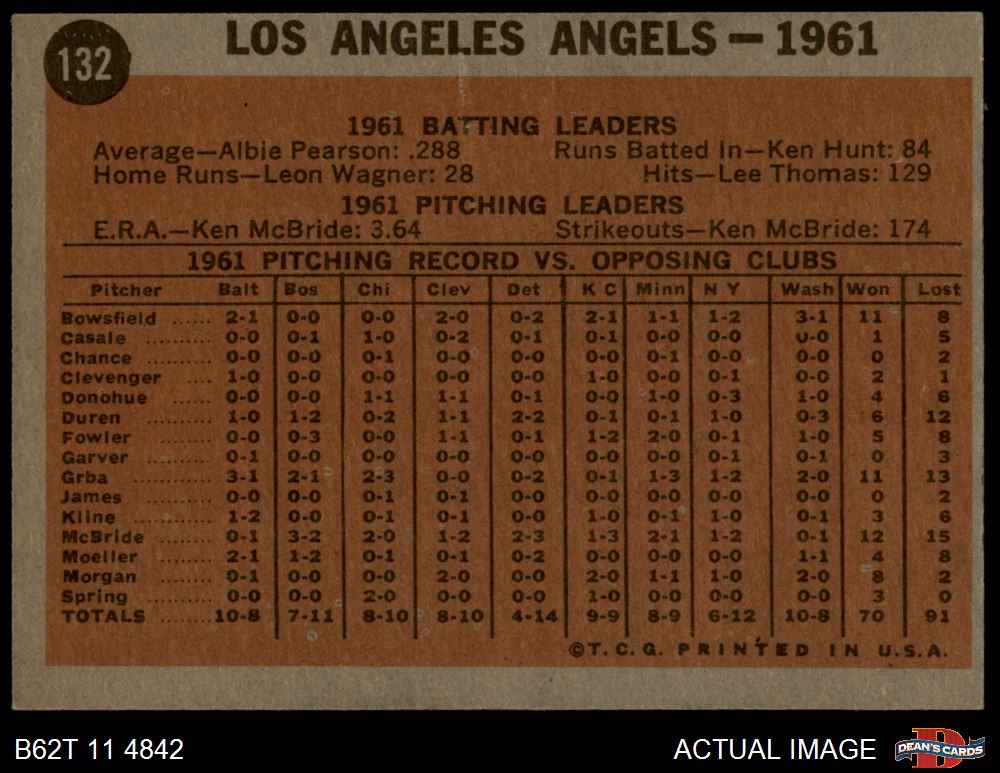 132
LOS ANGELES ANGELS — 1961
1961 BATTING LEADERS
Average—Albie Pearson: .288 Runs Batted In—Ken Hunt: 84
Home Runs—Leon Wagner: 28 Hits—Lee Thomas: 129
1961 PITCHING LEADERS
E.R.A.—Ken McBride: 3.64 Strikeouts—Ken McBride: 174
1961 PITCHING RECORD VS. OPPOSING CLUBS
Pitcher Balt Bos Chi Clev Det K C Minn N Y Wash Won Lost
Bowsfield ...... 2-1 0-0 0-0 2-0 0-2 2-1 1-1 1-2 3-1 11 8
Casale .......... 0-0 0-1 1-0 0-2 0-1 0-1 0-0 0-0 0-0 1 5
Chance .......... 0-0 0-0 0-1 0-0 0-0 0-0 0-1 0-0 0-0 0 2
Clevenger .... 1-0 0-0 0-0 0-0 0-0 1-0 0-0 0-1 0-0 2 1
Donohue ...... 0-0 0-0 1-1 1-1 0-1 0-0 1-0 0-3 1-0 4 6
Duren .......... 1-0 1-2 0-2 1-1 2-2 0-1 0-1 1-0 0-3 6 12
Fowler .......... 0-0 0-3 0-0 1-1 0-1 1-2 2-0 0-1 1-0 5 8
Garver .......... 0-1 0-0 0-0 0-0 0-0 0-0 0-0 0-1 0-1 0 3
Grba ............ 3-1 2-1 2-3 0-0 0-2 0-1 1-3 1-2 2-0 11 13
James .......... 0-0 0-0 0-1 0-1 0-0 0-0 0-0 0-0 0-0 0 2
Kline ............ 1-2 0-0 0-1 0-1 0-0 1-0 0-1 1-0 0-1 3 6
McBride ........ 0-1 3-2 2-0 1-2 2-3 1-3 2-1 1-2 0-1 12 15
Moeller ........ 2-1 1-2 0-1 0-1 0-2 0-0 0-0 0-0 1-1 4 8
Morgan ........ 0-1 0-0 0-0 2-0 0-0 2-0 1-1 1-0 2-0 8 2
Spring .......... 0-0 0-0 2-0 0-0 0-0 1-0 0-0 0-0 0-0 3 0
TOTALS ........ 10-8 7-11 8-10 8-10 4-14 9-9 8-9 6-12 10-8 70 91
©T. C. G. PRINTED IN U.S.A.
B62T 11 4842 ACTUAL IMAGE DEAN'S CARDS